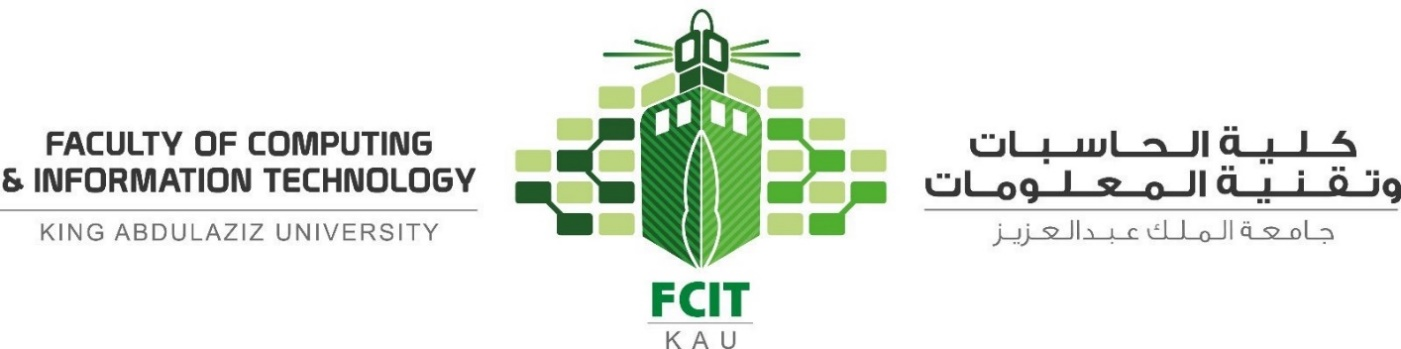 FACULTY OF COMPUTING
& INFORMATION TECHNOLOGY
KING ABDULAZIZ UNIVERSITY
FCIT
KAU
كلية الحاسبات
وتقنية المعلومات
جامعة الملك عبدالعزيز